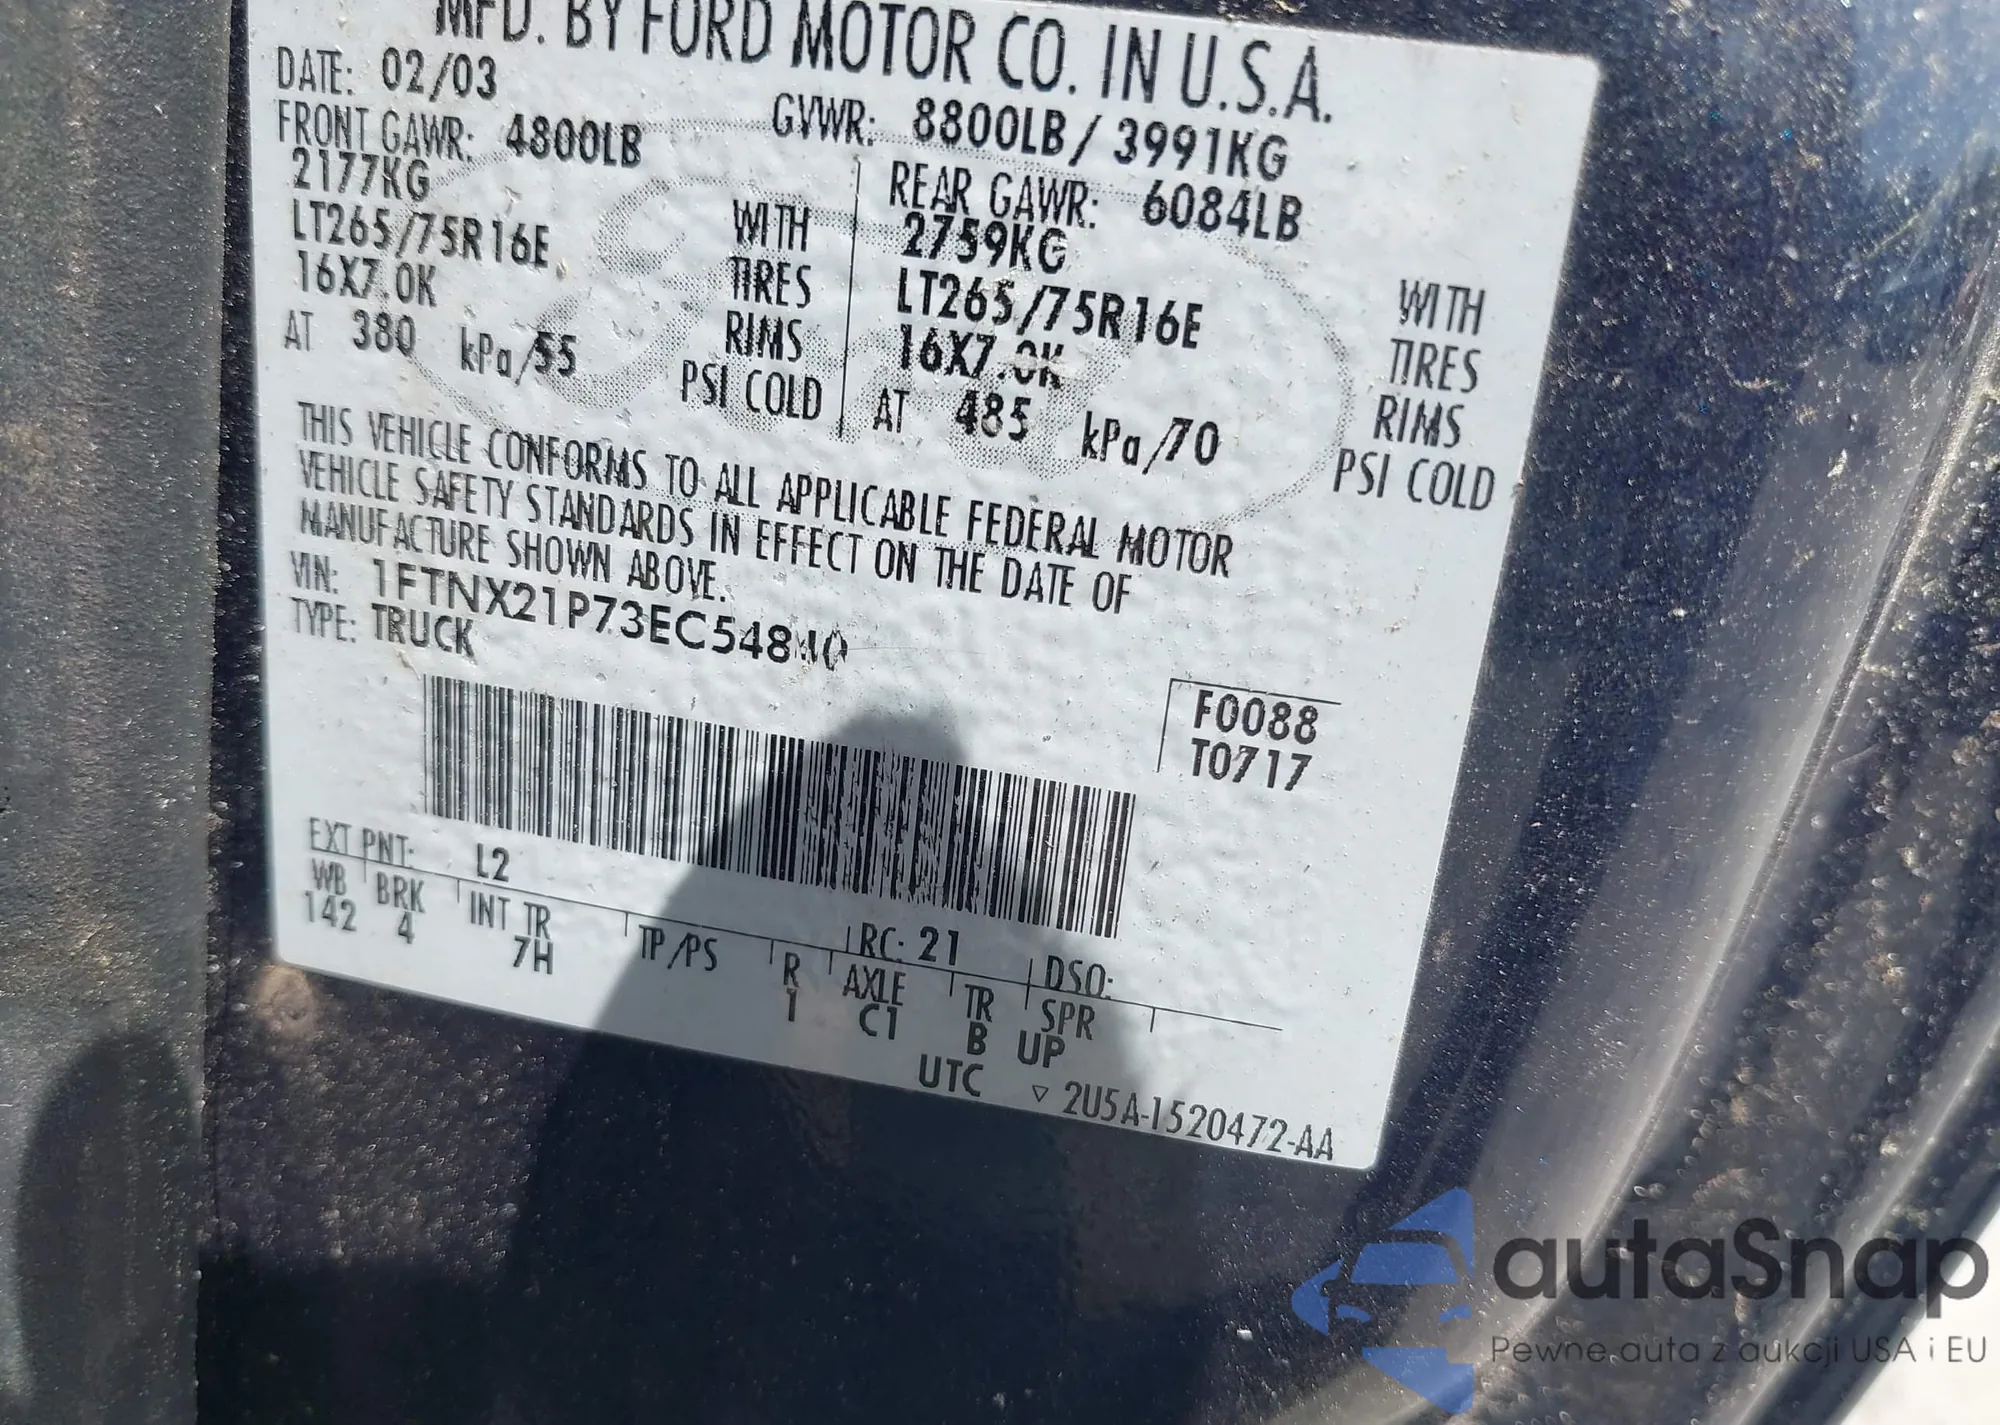 MFD. BY FORD MOTOR CO. IN U.S.A.
DATE: 02/03
GVWR: 8800LB / 3991KG
FRONT GAWR: 4800LB
2177KG
LT265/75R16E
16X7.0K
AT 380 kPa/55
WITH
TIRES
RIMS
PSI COLD
REAR GAWR: 6084LB
2759KG
LT265/75R16E
16X7.0K
AT 485 kPa/70
WITH
TIRES
RIMS
PSI COLD
THIS VEHICLE CONFORMS TO ALL APPLICABLE FEDERAL MOTOR
VEHICLE SAFETY STANDARDS IN EFFECT ON THE DATE OF
MANUFACTURE SHOWN ABOVE.
VIN:
TYPE: TRUCK
F0088
T0717
EXT PNT: L2
RC: 21
DSO:
WB BRK INT TR TP/PS R AXLE TR SPR
142 4 7H 1 C1 B UP
UTC
▽ 2U5A-1520472-AA
autaSnap
Pewne auta z aukcji USA i EU